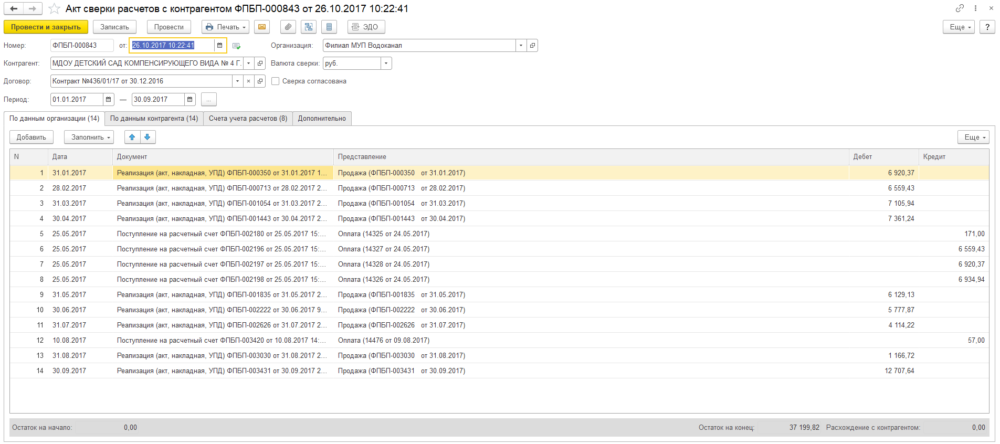 Акт сверки расчетов с контрагентом ФПБП-000843 от 26.10.2017 10:22:41
Провести и закрыть Записать Провести Печать ЭДО Еще ?
Номер: ФПБП-000843 от: 26.10.2017 10:22:41 Организация: Филиал МУП Водоканал
Контрагент: МДОУ ДЕТСКИЙ САД КОМПЕНСИРУЮЩЕГО ВИДА № 4 Г. Валюта сверки: руб.
Договор: Контракт №436/01/17 от 30.12.2016 Сверка согласована
Период: 01.01.2017 — 30.09.2017 ...
По данным организации (14) По данным контрагента (14) Счета учета расчетов (8) Дополнительно
Добавить Заполнить Еще
N Дата Документ Представление Дебет Кредит
1 31.01.2017 Реализация (акт, накладная, УПД) ФПБП-000350 от 31.01.2017 1... Продажа (ФПБП-000350 от 31.01.2017) 6 920,37
2 28.02.2017 Реализация (акт, накладная, УПД) ФПБП-000713 от 28.02.2017 2... Продажа (ФПБП-000713 от 28.02.2017) 6 559,43
3 31.03.2017 Реализация (акт, накладная, УПД) ФПБП-001054 от 31.03.2017 2... Продажа (ФПБП-001054 от 31.03.2017) 7 105,94
4 30.04.2017 Реализация (акт, накладная, УПД) ФПБП-001443 от 30.04.2017 2... Продажа (ФПБП-001443 от 30.04.2017) 7 361,24
5 25.05.2017 Поступление на расчетный счет ФПБП-002180 от 25.05.2017 15:... Оплата (14325 от 24.05.2017) 171,00
6 25.05.2017 Поступление на расчетный счет ФПБП-002196 от 25.05.2017 15:... Оплата (14327 от 24.05.2017) 6 559,43
7 25.05.2017 Поступление на расчетный счет ФПБП-002197 от 25.05.2017 15:... Оплата (14328 от 24.05.2017) 6 920,37
8 25.05.2017 Поступление на расчетный счет ФПБП-002198 от 25.05.2017 15:... Оплата (14326 от 24.05.2017) 6 934,94
9 31.05.2017 Реализация (акт, накладная, УПД) ФПБП-001835 от 31.05.2017 2... Продажа (ФПБП-001835 от 31.05.2017) 6 129,13
10 30.06.2017 Реализация (акт, накладная, УПД) ФПБП-002222 от 30.06.2017 9... Продажа (ФПБП-002222 от 30.06.2017) 5 777,87
11 31.07.2017 Реализация (акт, накладная, УПД) ФПБП-002626 от 31.07.2017 2... Продажа (ФПБП-002626 от 31.07.2017) 4 114,22
12 10.08.2017 Поступление на расчетный счет ФПБП-003420 от 10.08.2017 14:... Оплата (14476 от 09.08.2017) 57,00
13 31.08.2017 Реализация (акт, накладная, УПД) ФПБП-003030 от 31.08.2017 2... Продажа (ФПБП-003030 от 31.08.2017) 1 166,72
14 30.09.2017 Реализация (акт, накладная, УПД) ФПБП-003431 от 30.09.2017 2... Продажа (ФПБП-003431 от 30.09.2017) 12 707,64
Остаток на начало: 0,00 Остаток на конец: 37 199,82 Расхождение с контрагентом: 0,00